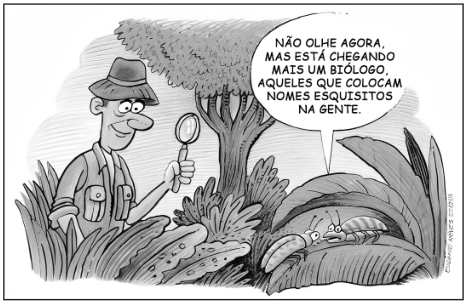 NÃO OLHE AGORA,
MAS ESTÁ CHEGANDO
MAIS UM BIÓLOGO,
AQUELES QUE COLOCAM
NOMES ESQUISITOS
NA GENTE.